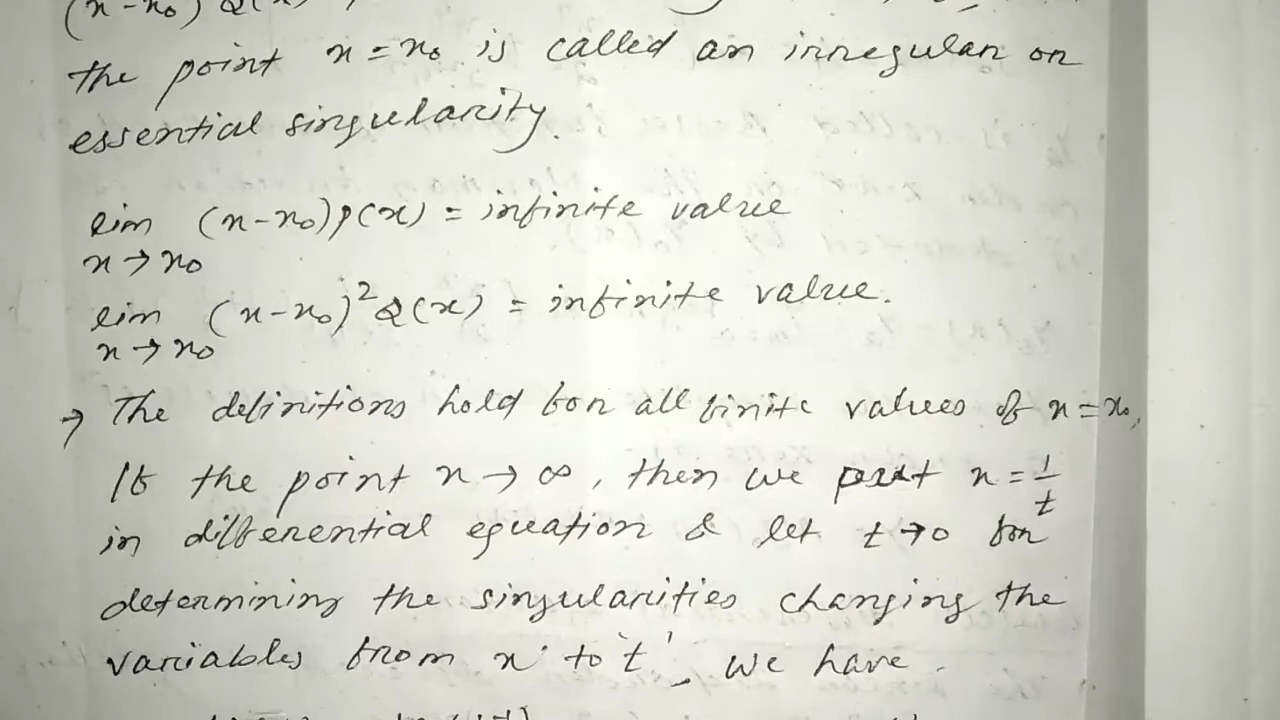 (x-x₀) Q(x)
the point x = x₀ is called an irregular or
essential singularity.
lim (x-x₀)p(x) = infinite value
x → x₀
lim (x-x₀)² Q(x) = infinite value.
x → x₀
→ The definitions hold for all finite values of x = x₀,
If the point x → ∞, then we put x = 1/t
in differential equation & let t → 0 for
determining the singularities changing the
variables from x to 't', we have.